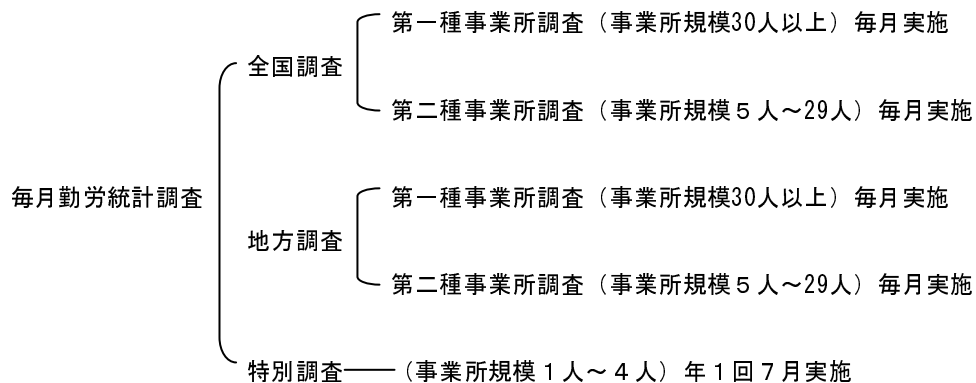 第一種事業所調査（事業所規模30人以上）毎月実施
全国調査
第二種事業所調査（事業所規模５人～29人）毎月実施
毎月勤労統計調査
第一種事業所調査（事業所規模30人以上）毎月実施
地方調査
第二種事業所調査（事業所規模５人～29人）毎月実施
特別調査 （事業所規模１人～４人）年１回７月実施